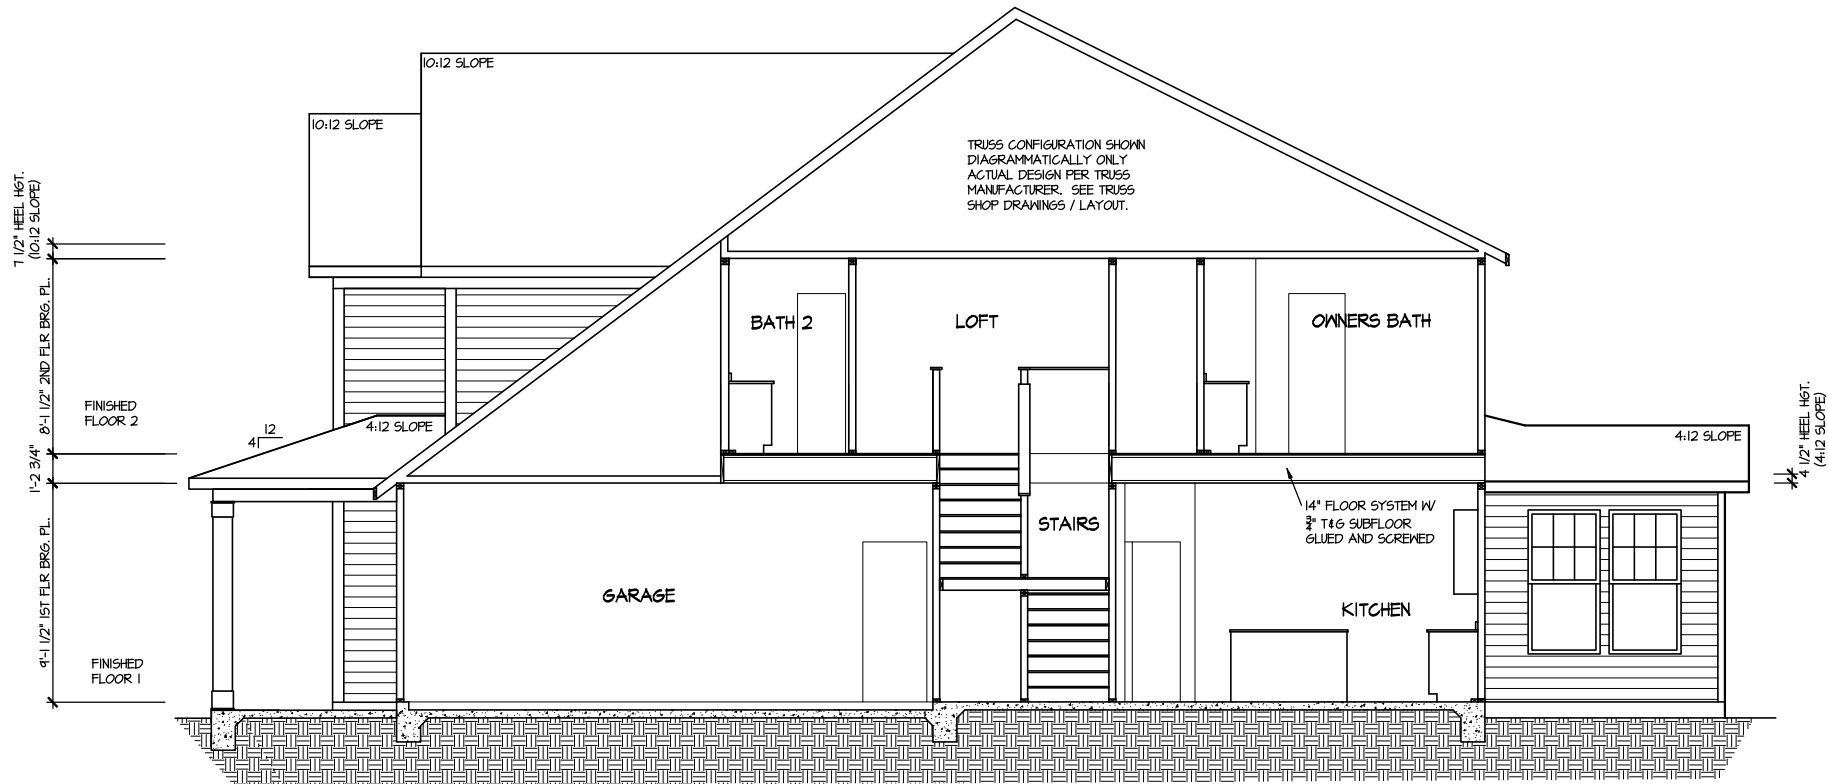 10:12 SLOPE
10:12 SLOPE
TRUSS CONFIGURATION SHOWN
DIAGRAMMATICALLY ONLY
ACTUAL DESIGN PER TRUSS
MANUFACTURER. SEE TRUSS
SHOP DRAWINGS / LAYOUT.
7 1/2" HEEL HGT.
(10:12 SLOPE)
8'-1 1/2" 2ND FLR BRG. PL.
1'-2 3/4"
9'-1 1/2" 1ST FLR BRG. PL.
BATH 2
LOFT
OWNERS BATH
FINISHED
FLOOR 2
12
4
4:12 SLOPE
4:12 SLOPE
4 1/2" HEEL HGT.
(4:12 SLOPE)
14" FLOOR SYSTEM W/
3/4" T&G SUBFLOOR
GLUED AND SCREWED
STAIRS
GARAGE
KITCHEN
FINISHED
FLOOR 1